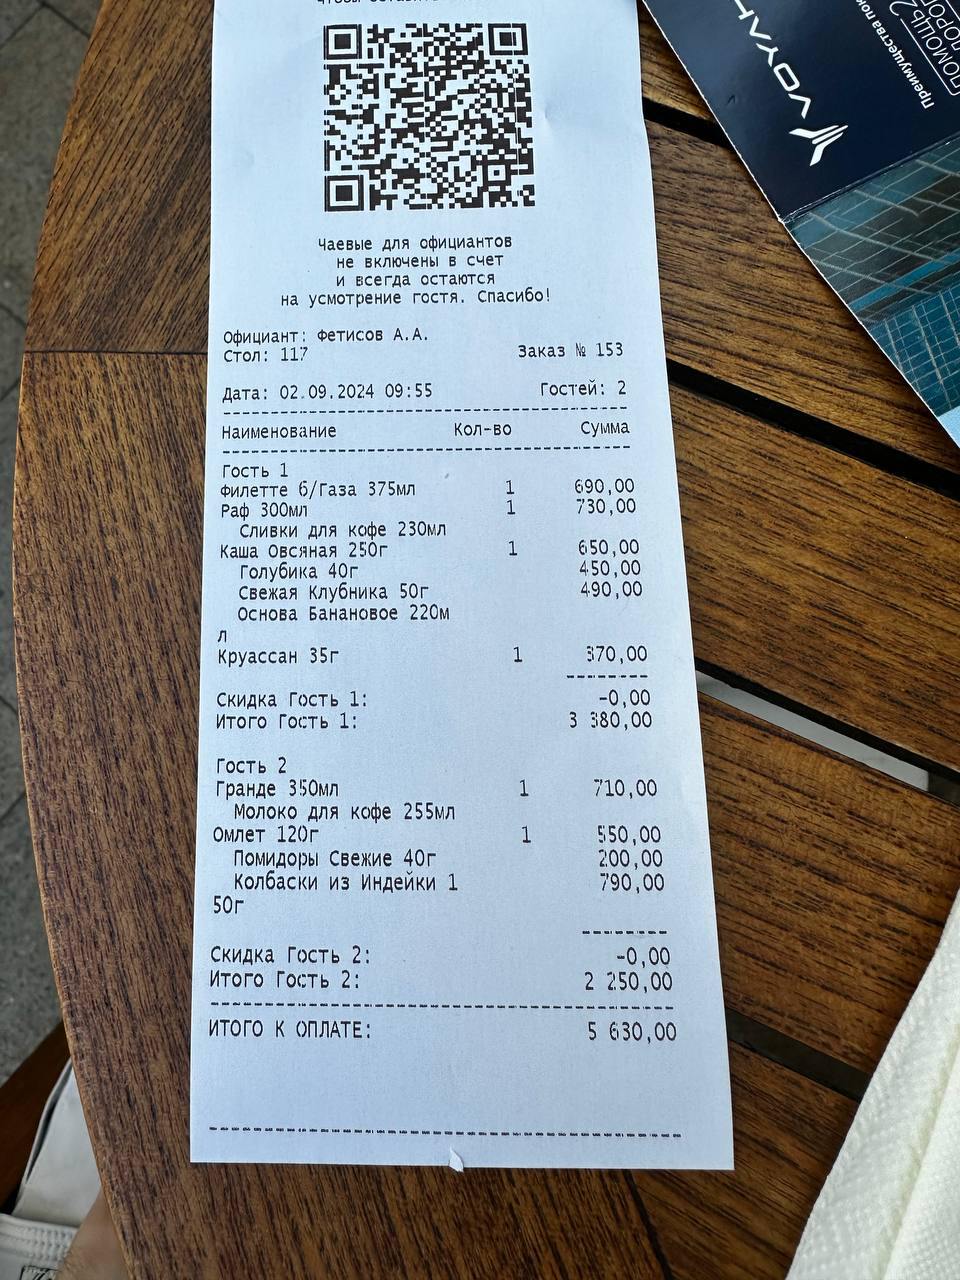 Чаевые для официантов
не включены в счет
и всегда остаются
на усмотрение гостя. Спасибо!
Официант: Фетисов А.А.
Стол: 117 Заказ № 153
Дата: 02.09.2024 09:55 Гостей: 2
Наименование Кол-во Сумма
Гость 1
Филетте б/Газа 375мл 1 690,00
Раф 300мл 1 730,00
Сливки для кофе 230мл
Каша Овсяная 250г 1 650,00
Голубика 40г 450,00
Свежая Клубника 50г 490,00
Основа Банановое 220м
л
Круассан 35г 1 370,00
Скидка Гость 1: -0,00
Итого Гость 1: 3 380,00
Гость 2
Гранде 350мл 1 710,00
Молоко для кофе 255мл
Омлет 120г 1 550,00
Помидоры Свежие 40г 200,00
Колбаски из Индейки 1 790,00
50г
Скидка Гость 2: -0,00
Итого Гость 2: 2 250,00
ИТОГО К ОПЛАТЕ: 5 630,00
VOYAH
Преимущества
ПОМОЩЬ